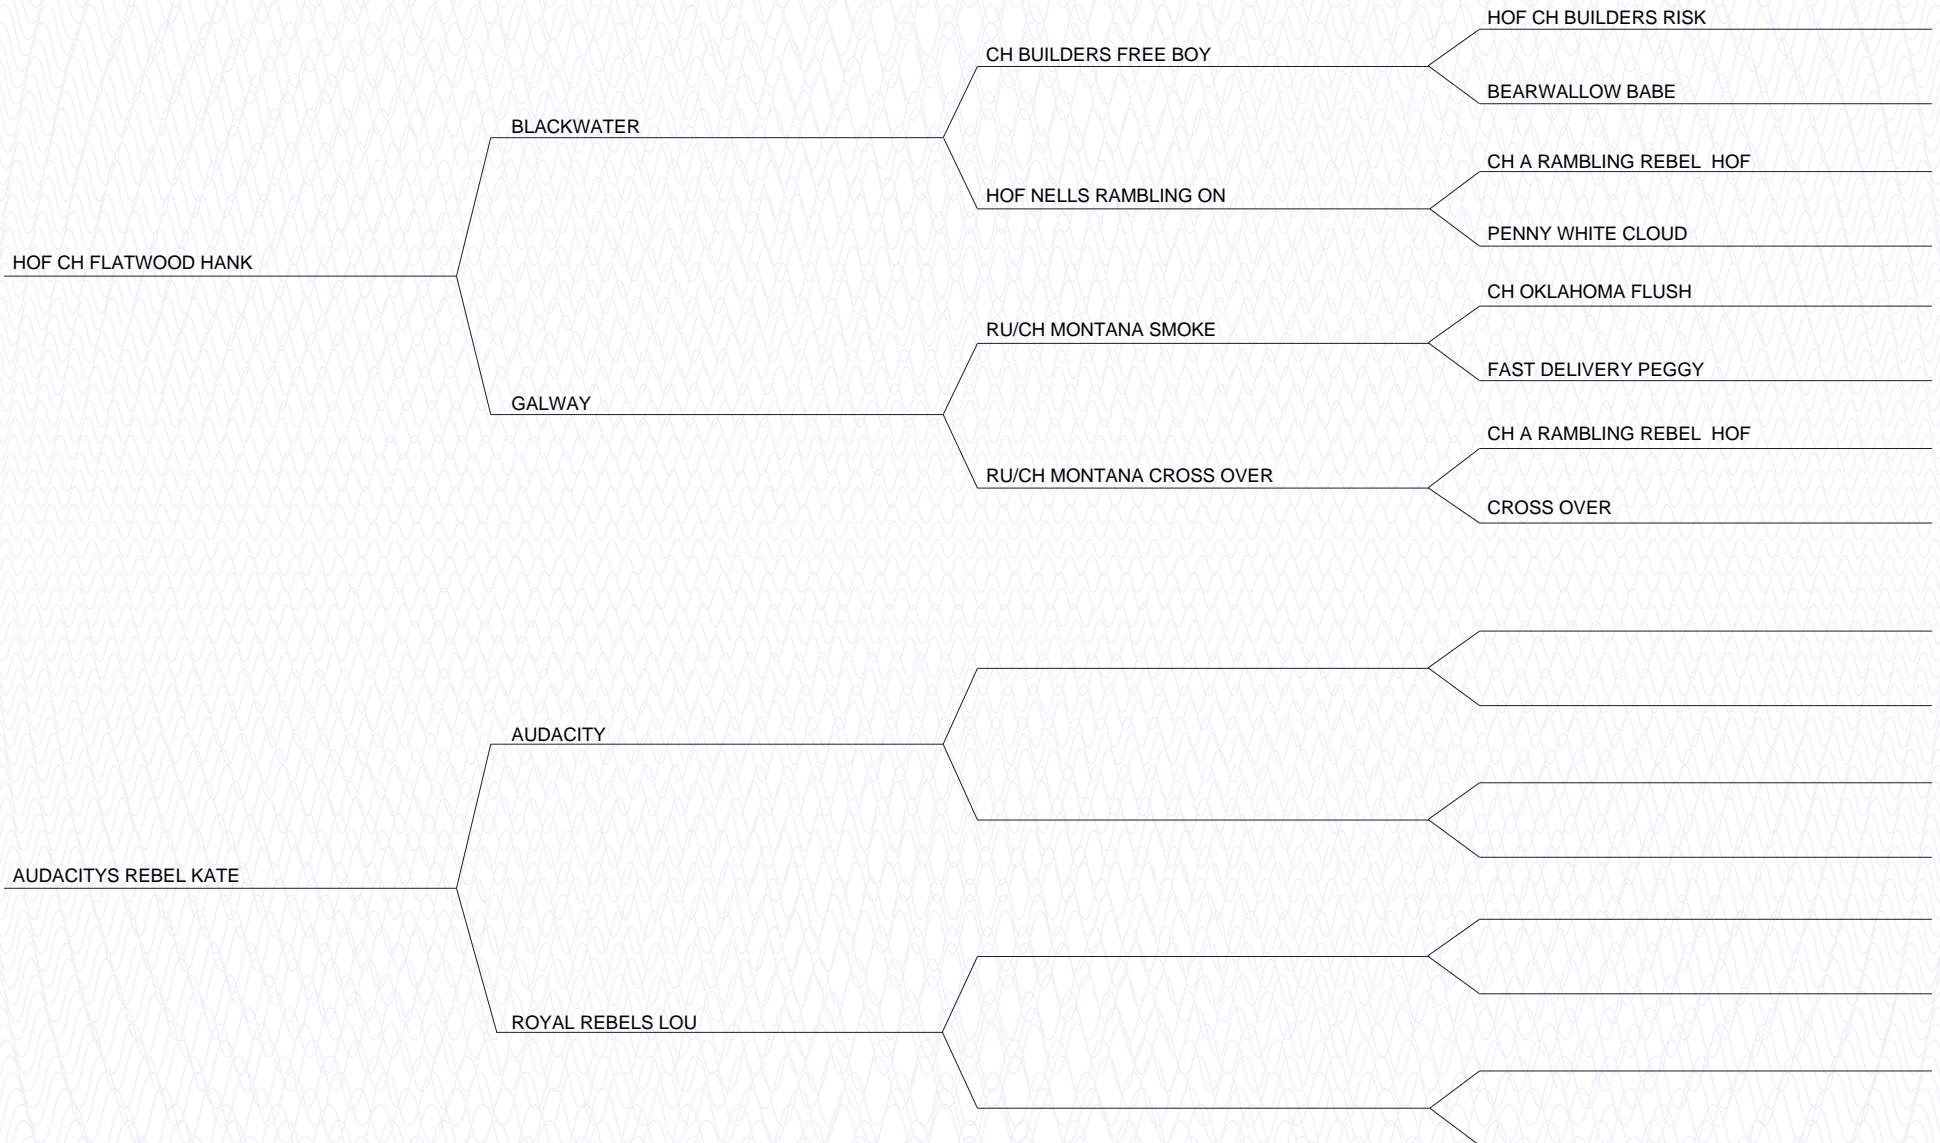 HOF CH BUILDERS RISK
CH BUILDERS FREE BOY
BEARWALLOW BABE
BLACKWATER
CH A RAMBLING REBEL  HOF
HOF NELLS RAMBLING ON
PENNY WHITE CLOUD
HOF CH FLATWOOD HANK
CH OKLAHOMA FLUSH
RU/CH MONTANA SMOKE
FAST DELIVERY PEGGY
GALWAY
CH A RAMBLING REBEL  HOF
RU/CH MONTANA CROSS OVER
CROSS OVER
AUDACITY
AUDACITYS REBEL KATE
ROYAL REBELS LOU